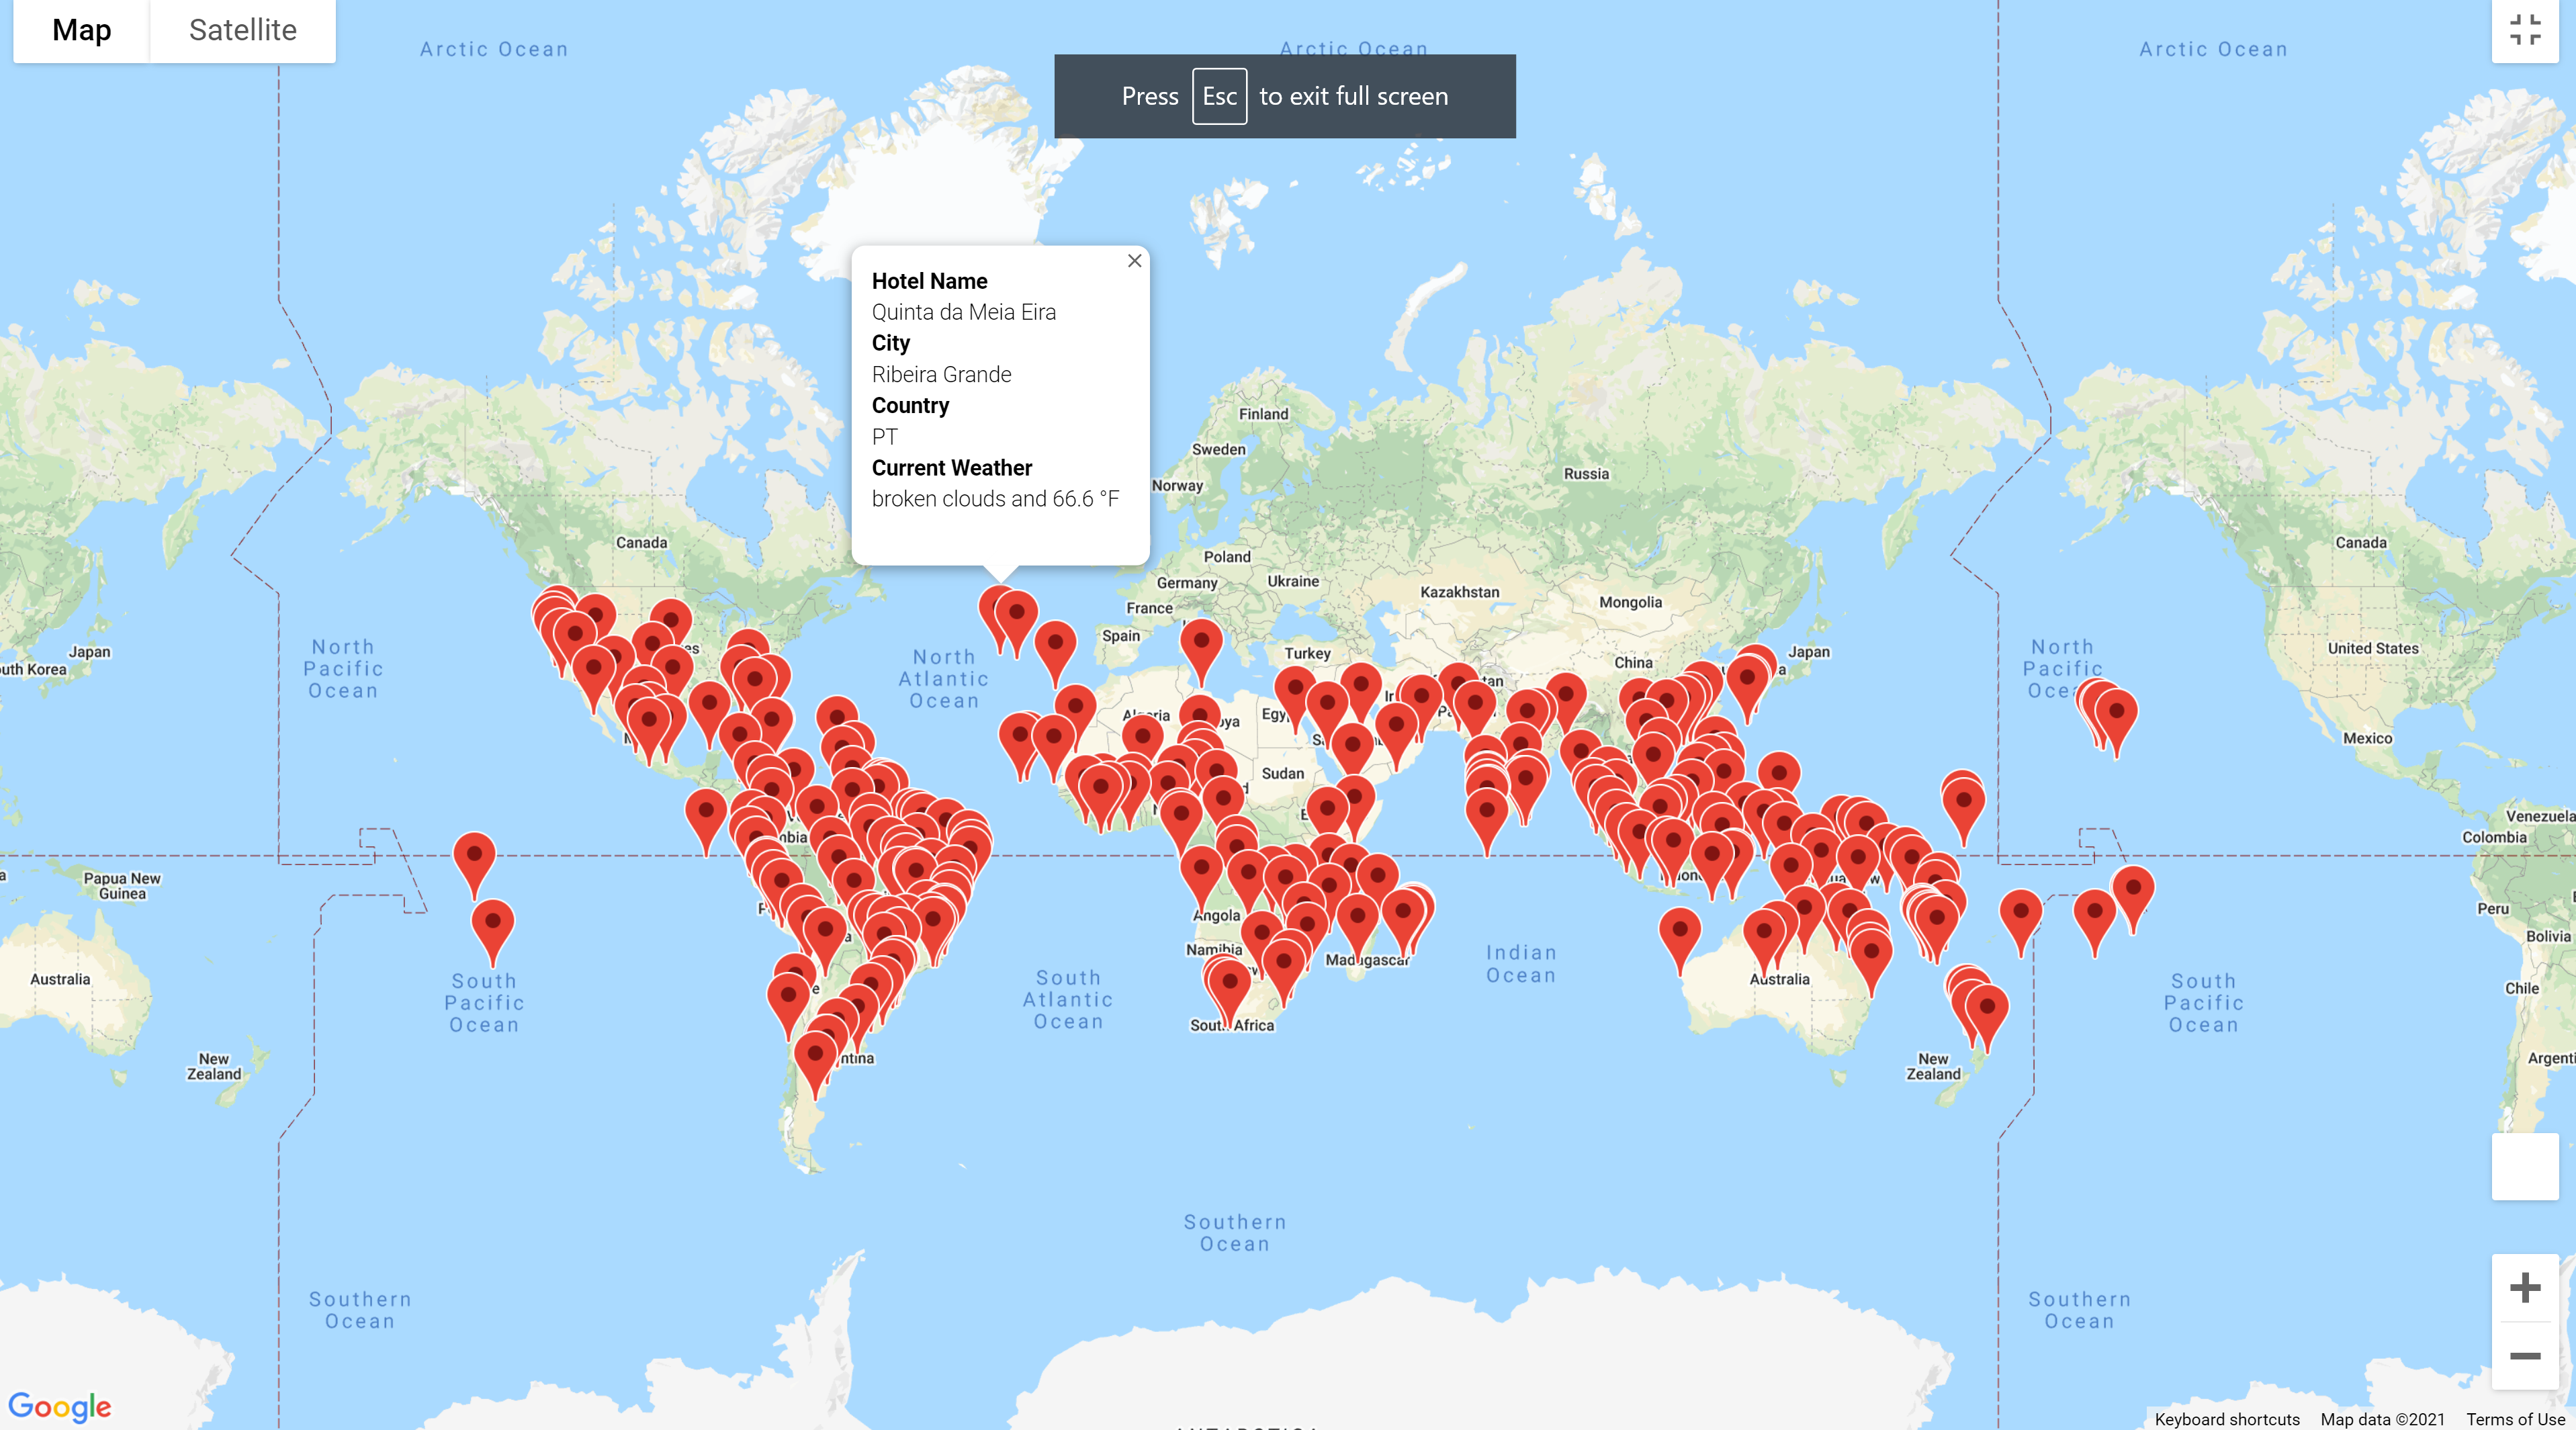 Map Satellite
Arctic Ocean Arctic Ocean Arctic Ocean
Press Esc to exit full screen
Hotel Name
Quinta da Meia Eira
City
Ribeira Grande
Country
PT
Current Weather
broken clouds and 66.6 °F
Finland
Sweden
Russia
Norway
Canada
Canada
Poland
Germany
Ukraine
France
Kazakhstan
Mongolia
Spain
Turkey
China
Japan
Japan
United States
North
Pacific
Ocean
North
Atlantic
Ocean
North
Pacific
Mexico
Sudan
Venezuela
Colombia
Papua New
Guinea
Peru
Angola
Bolivia
Namibia
Madagascar
Indian
Ocean
Australia
Australia
South
Pacific
Ocean
South
Atlantic
Ocean
South
Pacific
Ocean
Chile
South Africa
New
Zealand
New
Zealand
Southern
Ocean
Southern
Ocean
Southern
Ocean
Google
Keyboard shortcuts Map data ©2021 Terms of Use